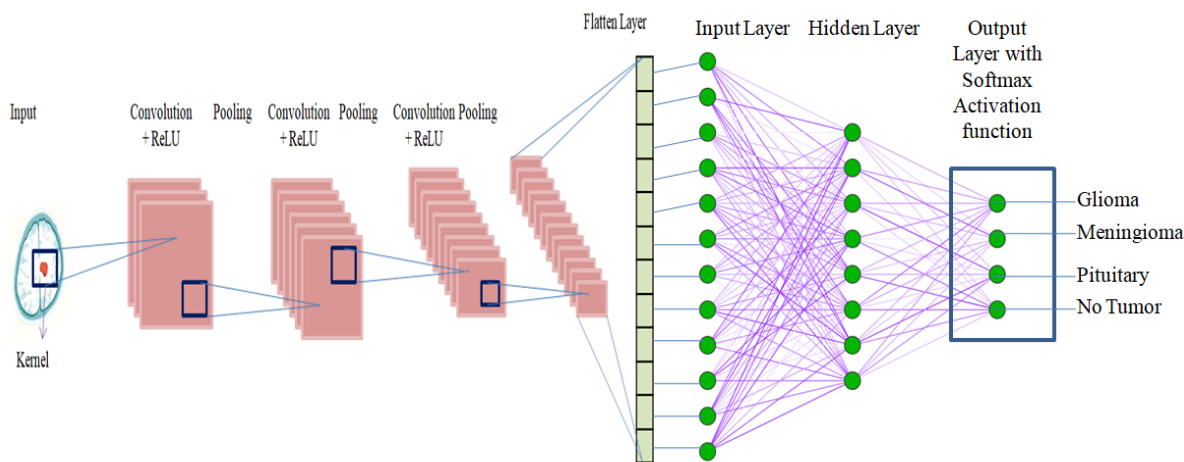 Input
Kernel
Convolution
+ReLU
Pooling
Convolution
+ReLU
Pooling
Convolution Pooling
+ReLU
Flatten Layer
Input Layer
Hidden Layer
Output
Layer with
Softmax
Activation
function
Glioma
Meningioma
Pituitary
No Tumor